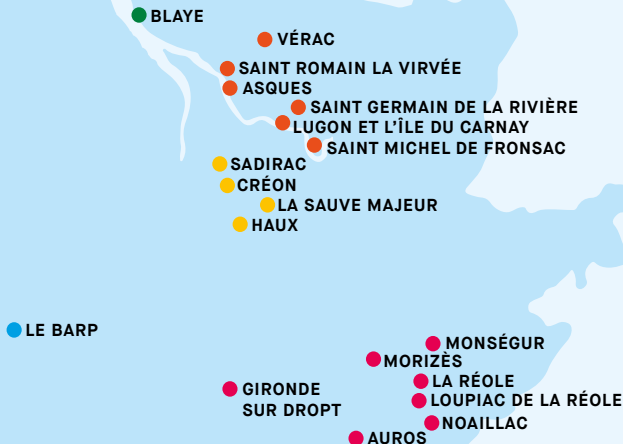 BLAYE
VÉRAC
SAINT ROMAIN LA VIRVÉE
ASQUES
SAINT GERMAIN DE LA RIVIÈRE
LUGON ET L'ÎLE DU CARNAY
SAINT MICHEL DE FRONSAC
SADIRAC
CRÉON
LA SAUVE MAJEUR
HAUX
LE BARP
MONSÉGUR
MORIZÈS
LA RÉOLE
GIRONDE
SUR DROPT
LOUPIAC DE LA RÉOLE
NOAILLAC
AUROS